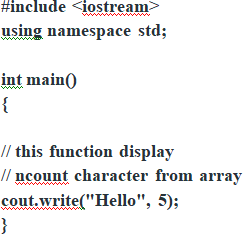 #include <iostream>
using namespace std;
int main()
{
// this function display
// ncount character from array
cout.write("Hello", 5);
}